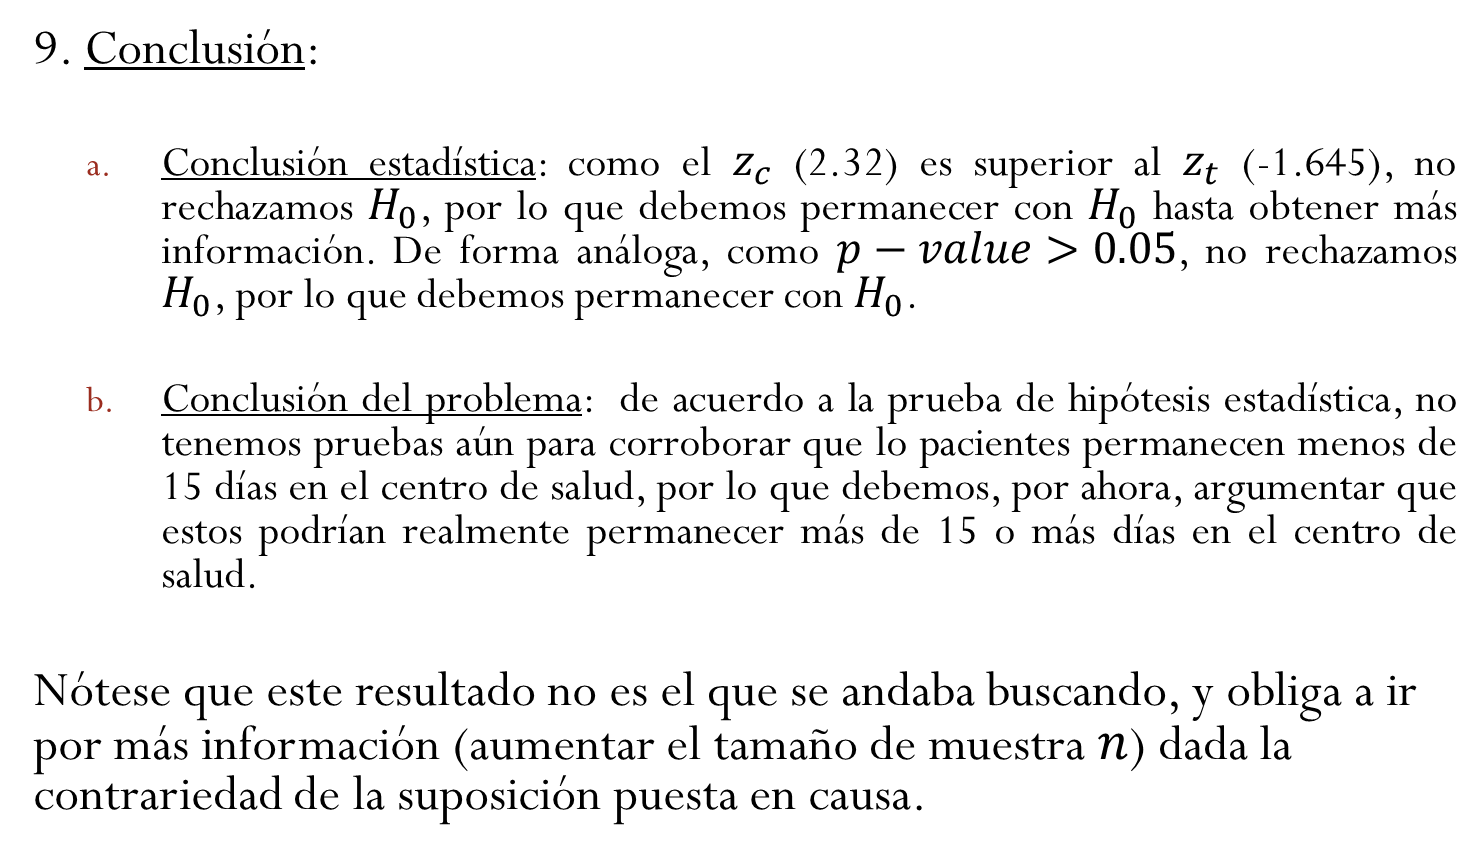 9. Conclusión:
a. Conclusión estadística: como el z_c (2.32) es superior al z_t (-1.645), no
rechazamos H_0, por lo que debemos permanecer con H_0 hasta obtener más
información. De forma análoga, como p − value > 0.05, no rechazamos
H_0, por lo que debemos permanecer con H_0.
b. Conclusión del problema: de acuerdo a la prueba de hipótesis estadística, no
tenemos pruebas aún para corroborar que lo pacientes permanecen menos de
15 días en el centro de salud, por lo que debemos, por ahora, argumentar que
estos podrían realmente permanecer más de 15 o más días en el centro de
salud.
Nótese que este resultado no es el que se andaba buscando, y obliga a ir
por más información (aumentar el tamaño de muestra n) dada la
contrariedad de la suposición puesta en causa.